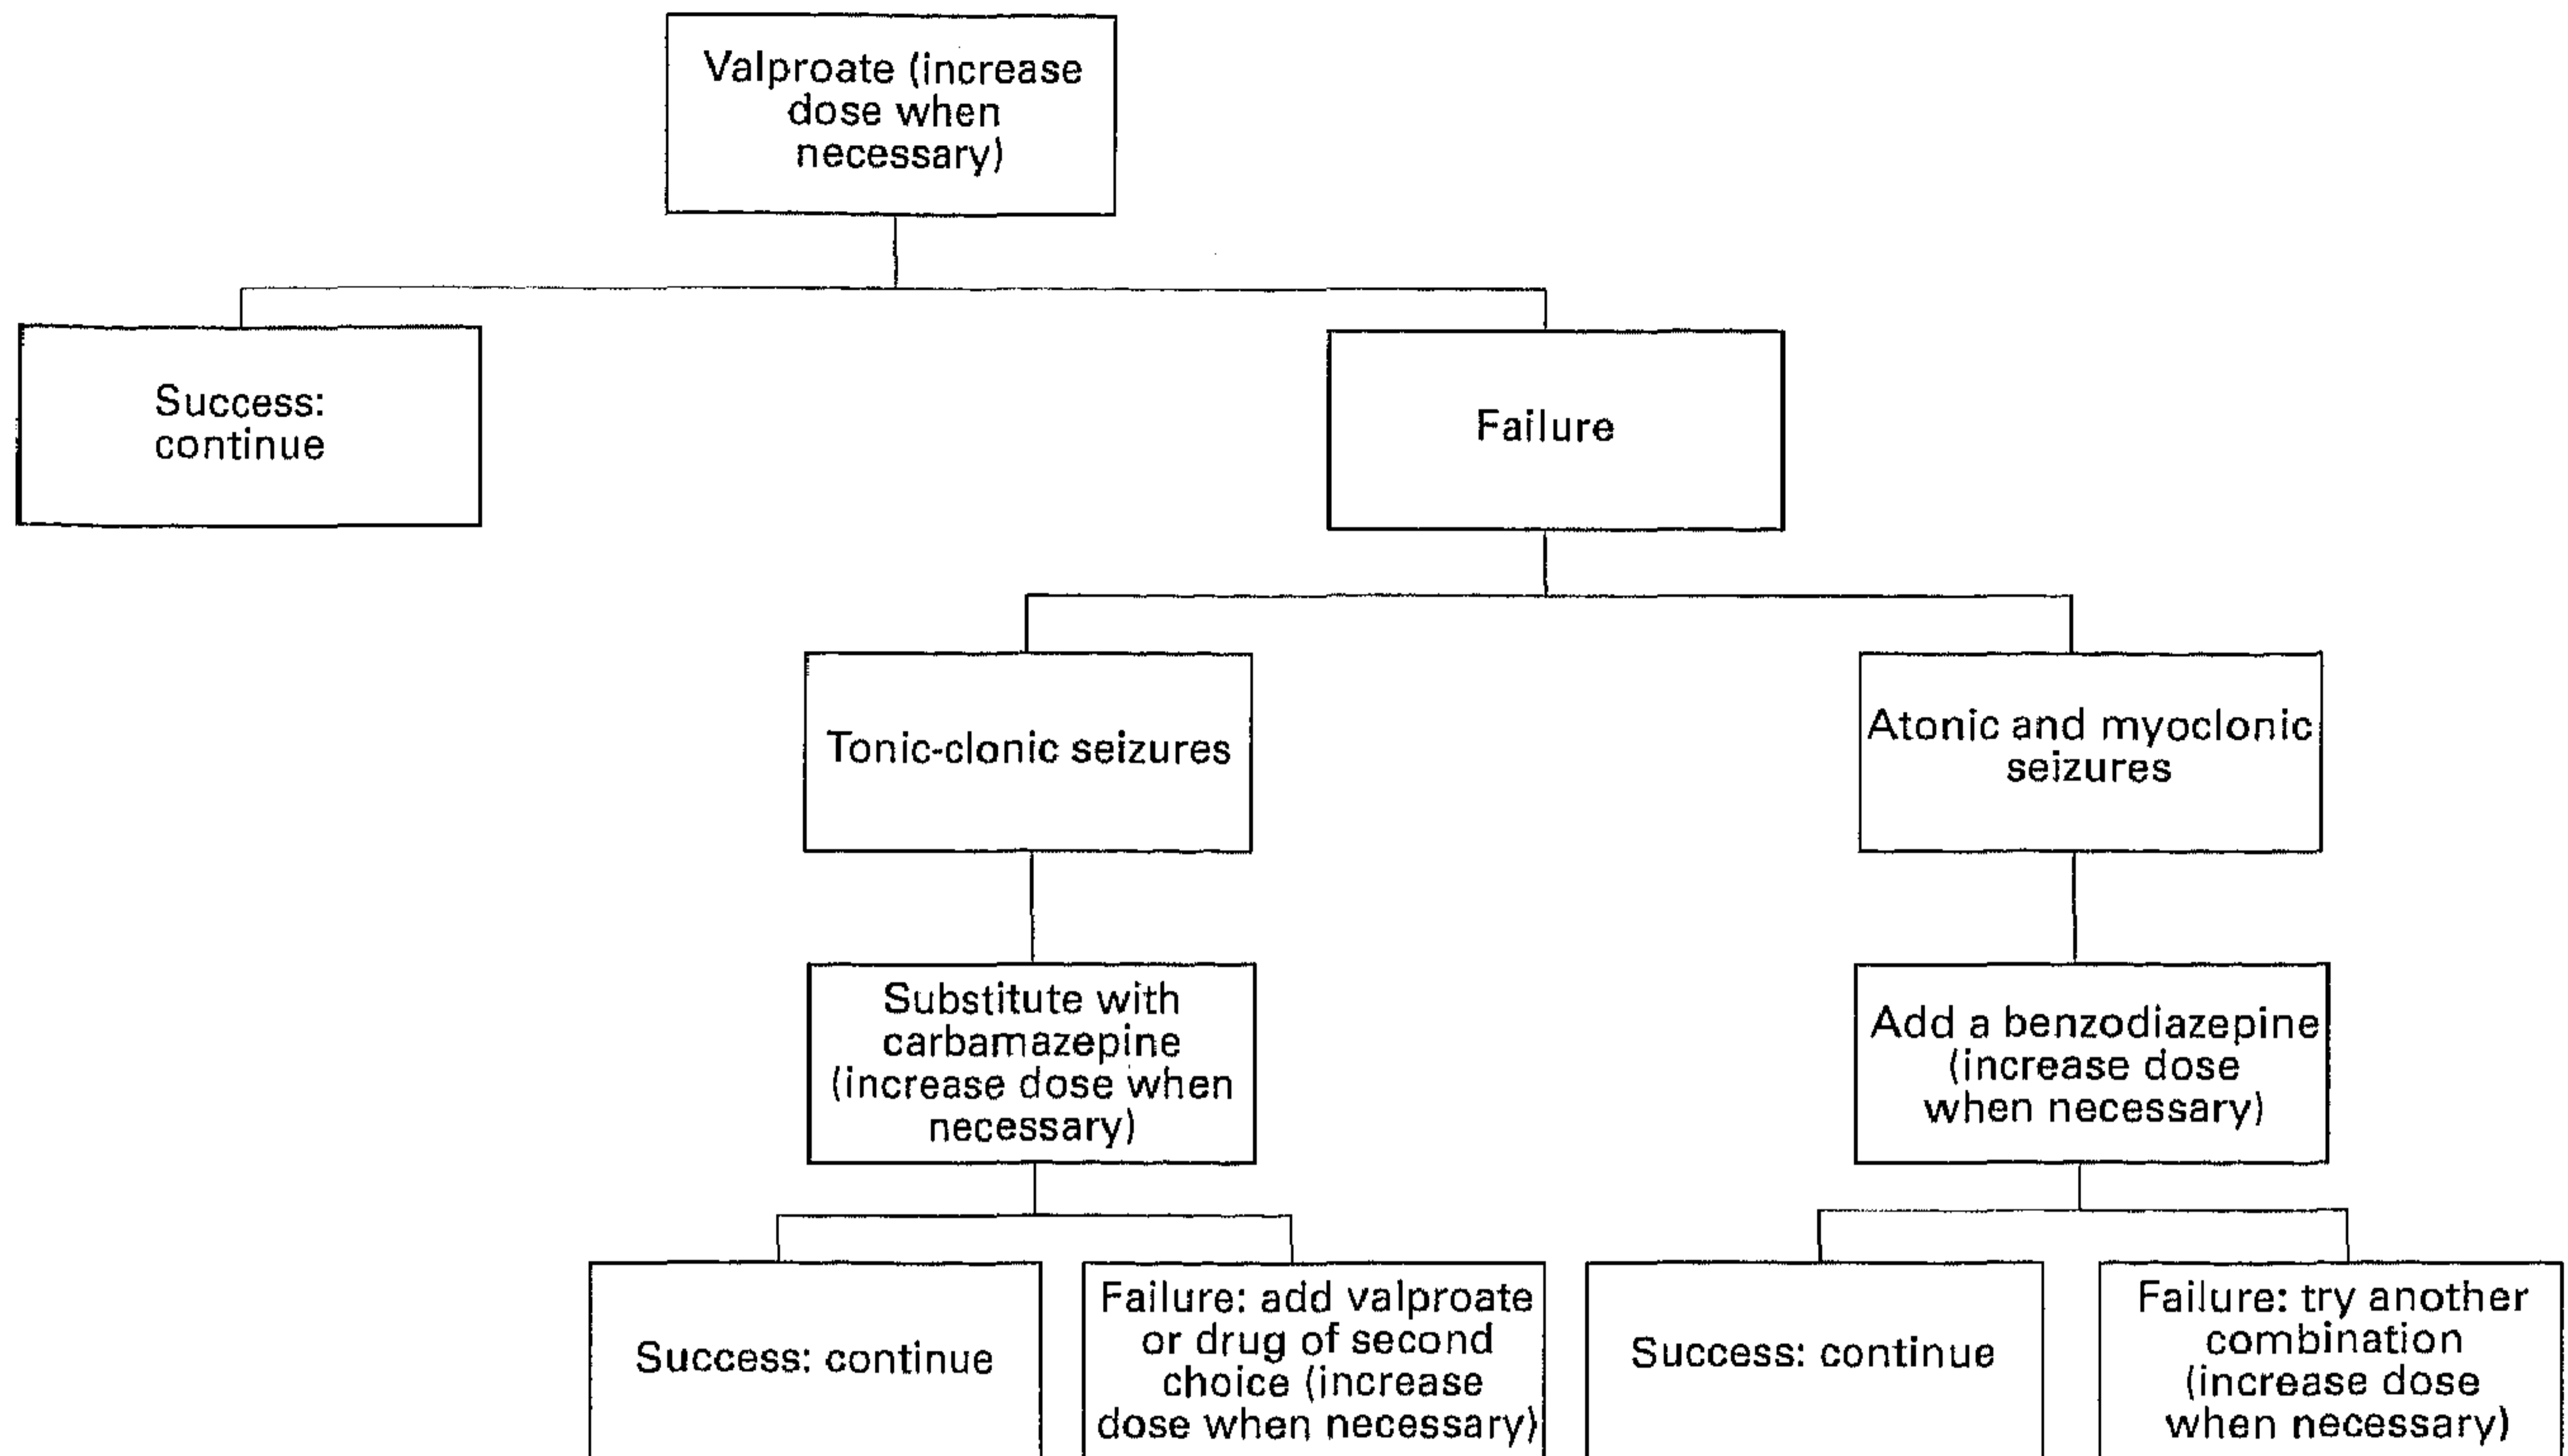 Valproate (increase
dose when
necessary)
Success:
continue
Failure
Tonic-clonic seizures
Atonic and myoclonic
seizures
Substitute with
carbamazepine
(increase dose when
necessary)
Add a benzodiazepine
(increase dose
when necessary)
Success: continue
Failure: add valproate
or drug of second
choice (increase
dose when necessary)
Success: continue
Failure: try another
combination
(increase dose
when necessary)